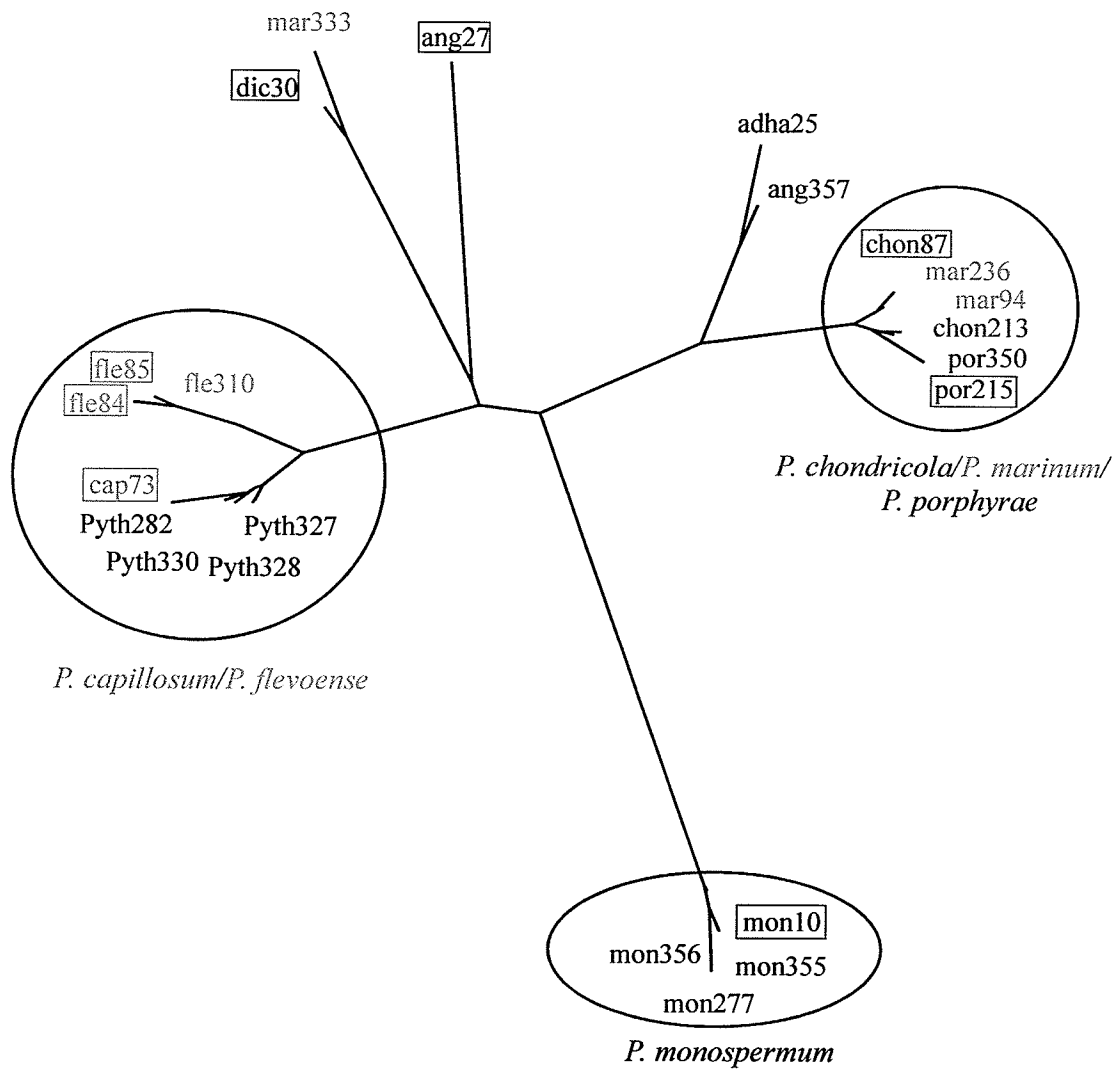 mar333
ang27
dic30
adha25
ang357
chon87
mar236
mar94
chon213
por350
por215
P. chondricola/P. marinum/
P. porphyrae
fle85
fle310
fle84
cap73
Pyth282
Pyth327
Pyth330
Pyth328
P. capillosum/P. flevoense
mon10
mon356
mon355
mon277
P. monospermum